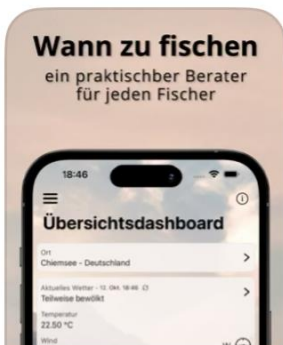 Wann zu fischen
ein praktischber Berater
für jeden Fischer
18:46
Übersichtsdashboard
Ort
Chiemsee - Deutschland
Aktuelles Wetter - 12. Okt. 18:46
Teilweise bewölkt
Temperatur
22.50 °C
Wind